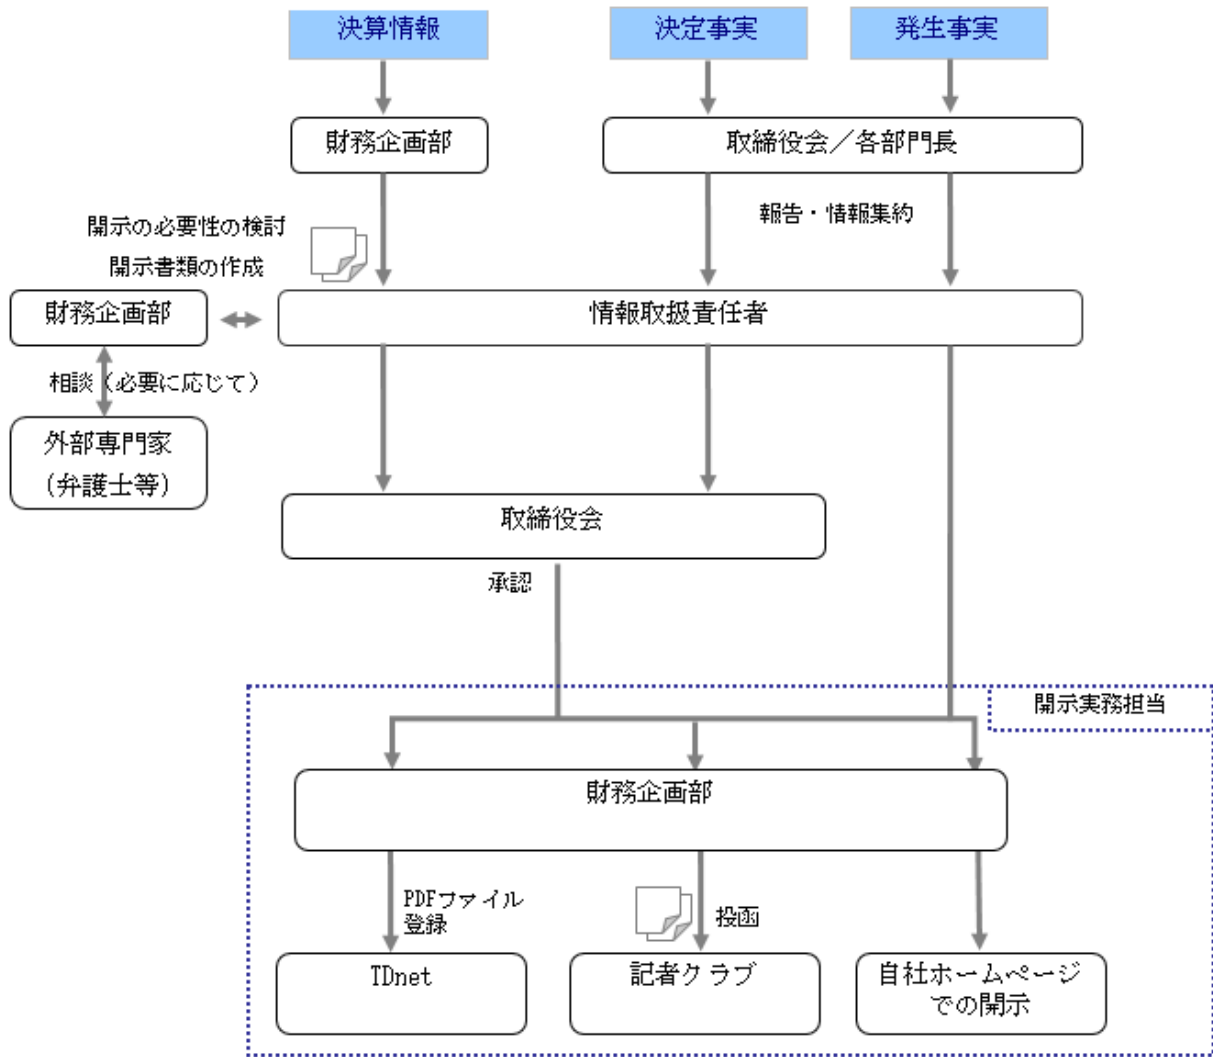 決算情報
決定事実
発生事実
財務企画部
取締役会／各部門長
報告・情報集約
開示の必要性の検討
開示書類の作成
財務企画部
情報取扱責任者
相談（必要に応じて）
外部専門家
(弁護士等)
取締役会
承認
開示実務担当
財務企画部
PDFファイル
登録
投函
TDnet
記者クラブ
自社ホームページ
での開示